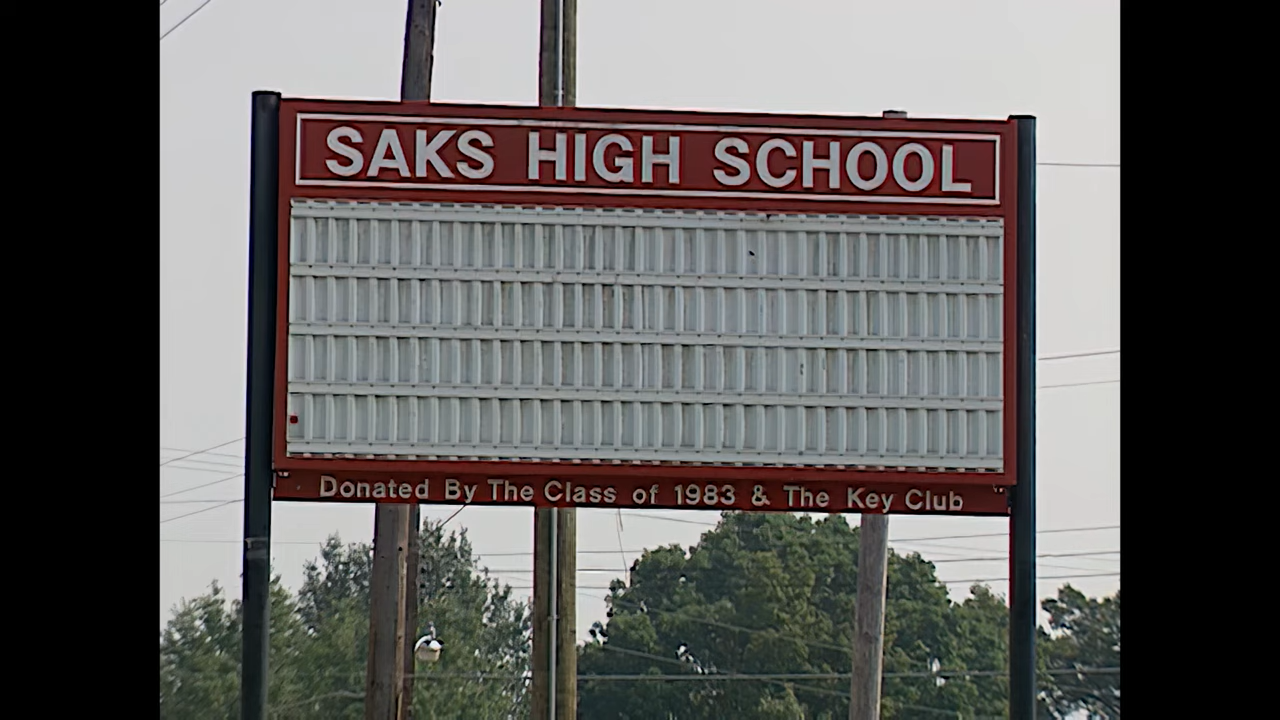 SAKS HIGH SCHOOL
Donated By The Class of 1983 & The Key Club